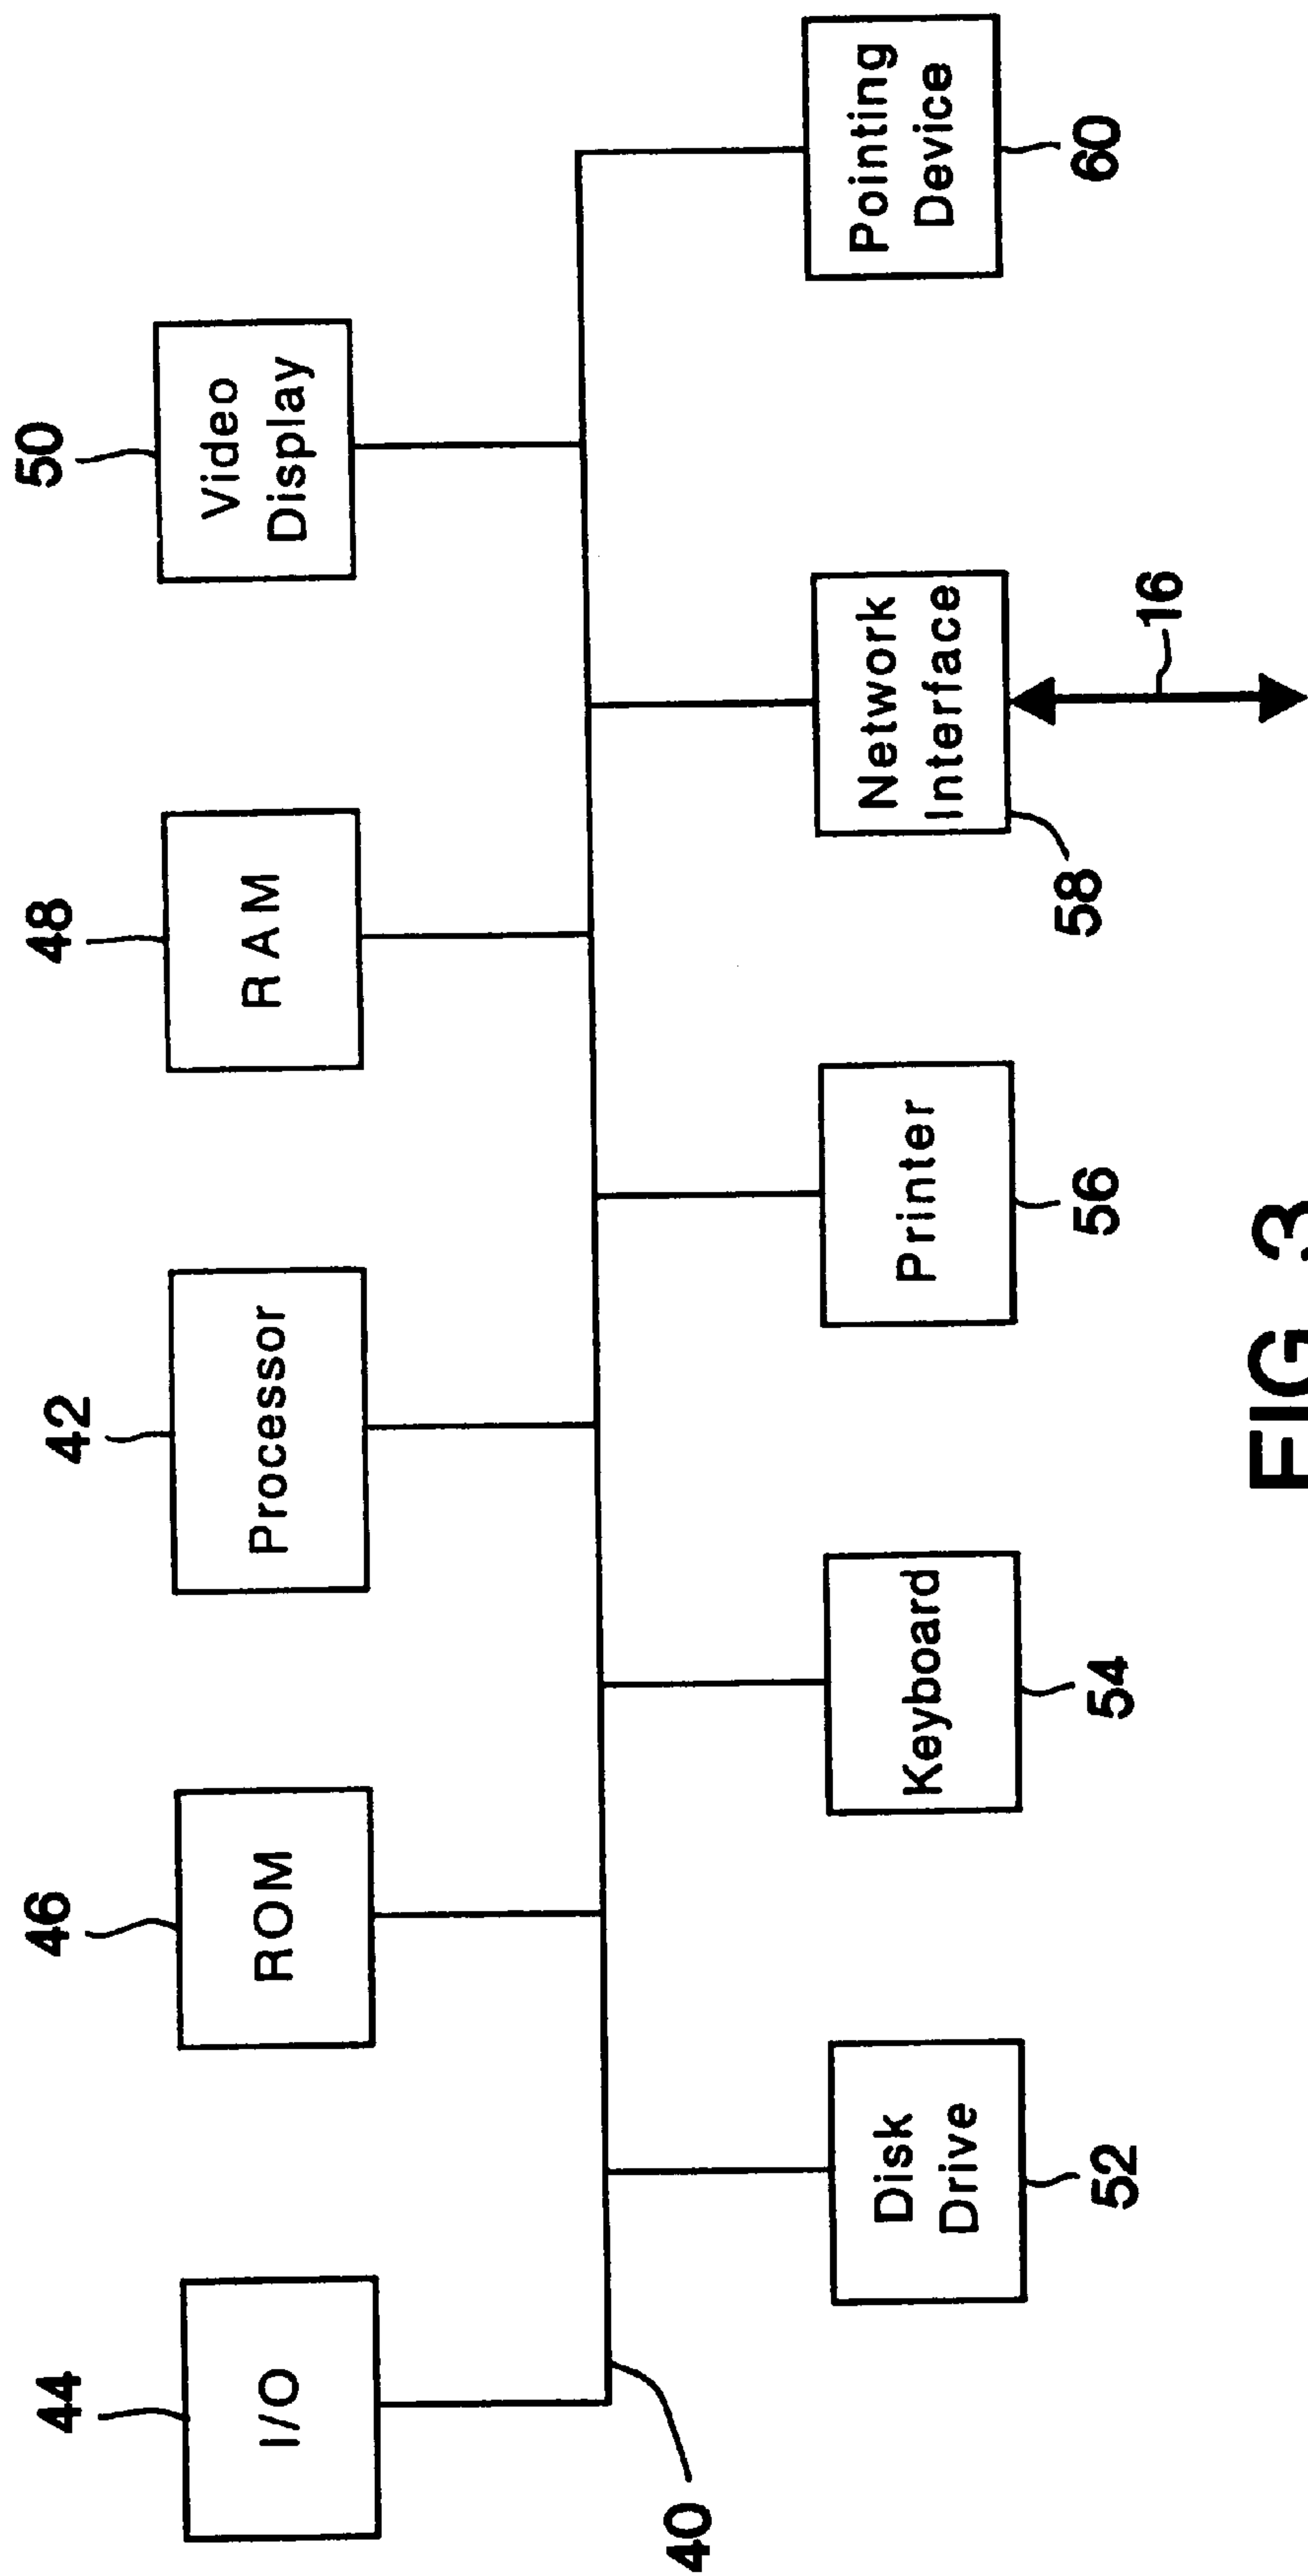 44
46
42
48
50
I/O
ROM
Processor
RAM
Video
Display
40
Disk
Drive
Keyboard
Printer
Network
Interface
Pointing
Device
52
54
56
58
60
16
FIG. 3